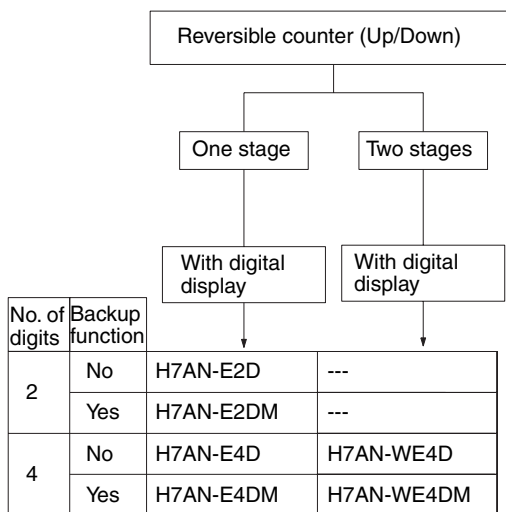 Reversible counter (Up/Down)
One stage
Two stages
With digital
display
With digital
display
No. of
digits
Backup
function
2
No
H7AN-E2D
---
Yes
H7AN-E2DM
---
4
No
H7AN-E4D
H7AN-WE4D
Yes
H7AN-E4DM
H7AN-WE4DM